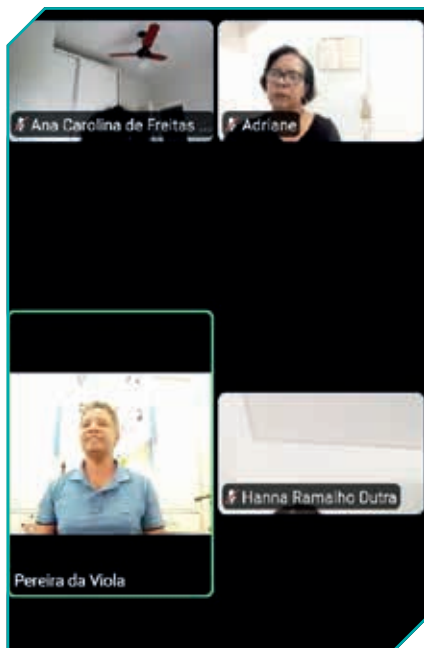 Ana Carolina de Freitas ...
Adriane
Pereira da Viola
Hanna Ramalho Dutra